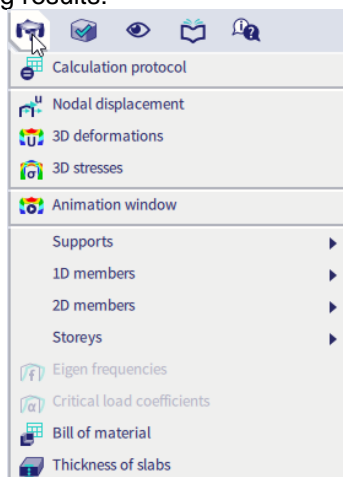 g results.
Calculation protocol
Nodal displacement
3D deformations
3D stresses
Animation window
Supports
1D members
2D members
Storeys
Eigen frequencies
Critical load coefficients
Bill of material
Thickness of slabs